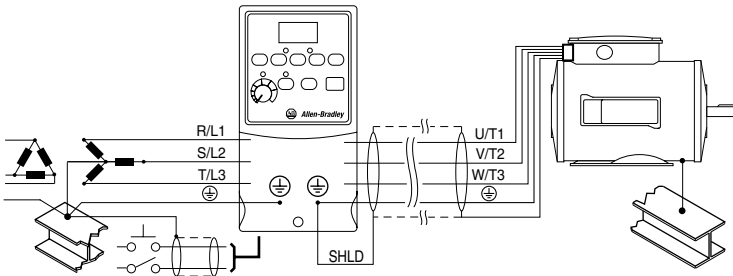 Allen-Bradley
R/L1
S/L2
T/L3
U/T1
V/T2
W/T3
SHLD